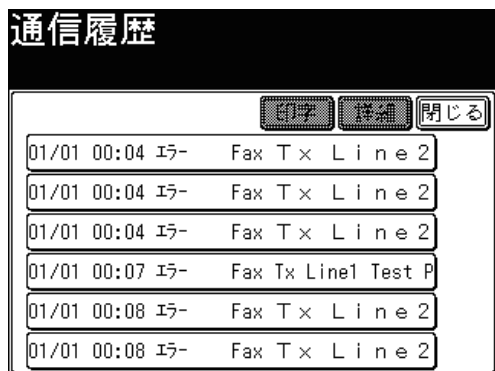 通信履歴
印字 詳細 閉じる
01/01 00:04 ｴﾗｰ Fax Ｔｘ Ｌｉｎｅ２
01/01 00:04 ｴﾗｰ Fax Ｔｘ Ｌｉｎｅ２
01/01 00:04 ｴﾗｰ Fax Ｔｘ Ｌｉｎｅ２
01/01 00:07 ｴﾗｰ Fax Tx Line1 Test P
01/01 00:08 ｴﾗｰ Fax Ｔｘ Ｌｉｎｅ２
01/01 00:08 ｴﾗｰ Fax Ｔｘ Ｌｉｎｅ２